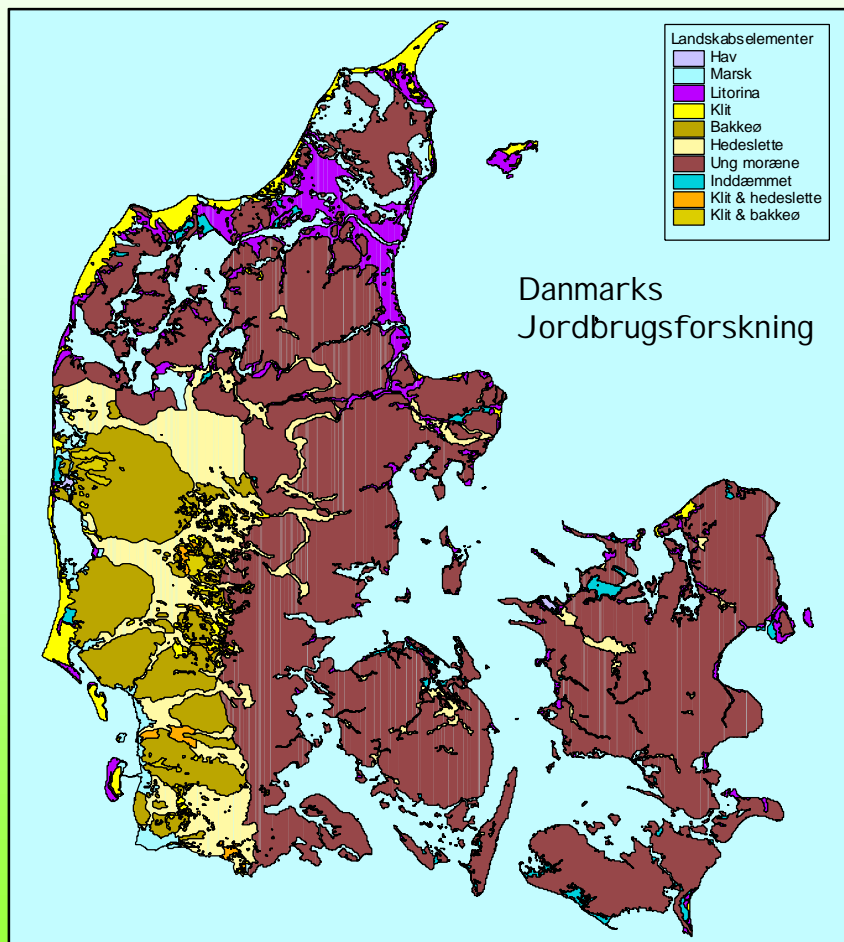 Landskabselementer
Hav
Marsk
Litorina
Klit
Bakkeø
Hedeslette
Ung moræne
Inddæmmet
Klit & hedeslette
Klit & bakkeø
Danmarks
Jordbrugsforskning